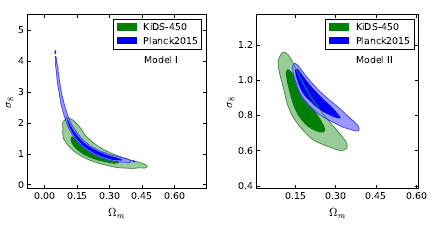 KiDS-450
Planck2015
Model I
5
4
3
2
1
0
σ8
0.00 0.15 0.30 0.45 0.60
Ωm
KiDS-450
Planck2015
Model II
1.2
1.0
0.8
0.6
0.4
σ8
0.15 0.30 0.45 0.60
Ωm